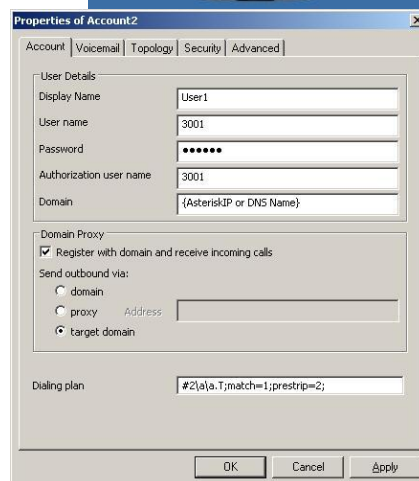 Properties of Account2
Account Voicemail Topology Security Advanced
User Details
Display Name User1
User name 3001
Password ••••••
Authorization user name 3001
Domain {AsteriskIP or DNS Name}
Domain Proxy
Register with domain and receive incoming calls
Send outbound via:
domain
proxy Address
target domain
Dialing plan #2\a\a.T;match=1;prestrip=2;
OK Cancel Apply